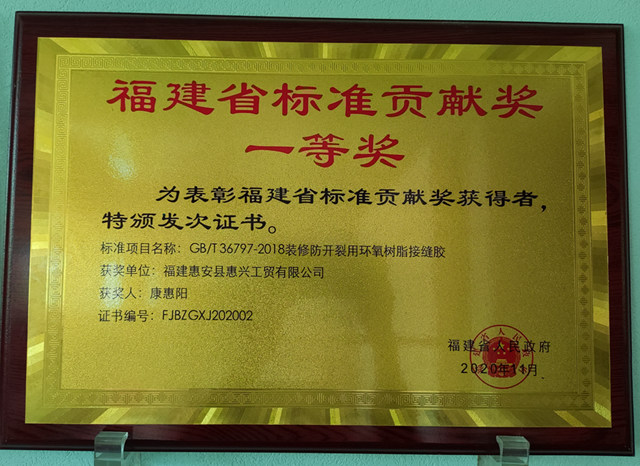 福建省标准贡献奖
一等奖
为表彰福建省标准贡献奖获得者，
特颁发次证书。
标准项目名称：GB/T 36797-2018装修防开裂用环氧树脂接缝胶
获奖单位：福建惠安县惠兴工贸有限公司
获奖人：康惠阳
证书编号：FJBZGXJ202002
福建省人民政府
2020年11月